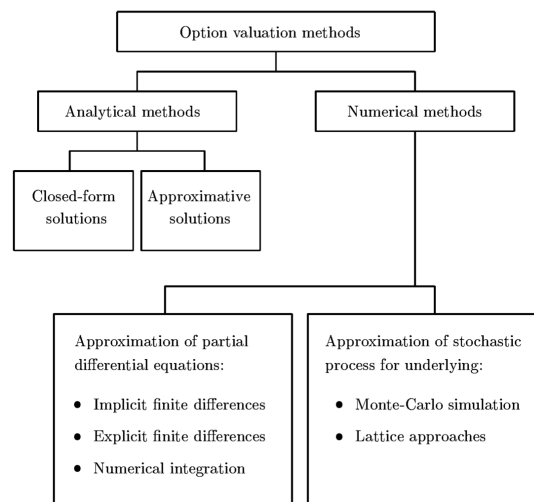 Option valuation methods
Analytical methods
Numerical methods
Closed-form
solutions
Approximative
solutions
Approximation of partial
differential equations:
• Implicit finite differences
• Explicit finite differences
• Numerical integration
Approximation of stochastic
process for underlying:
• Monte-Carlo simulation
• Lattice approaches